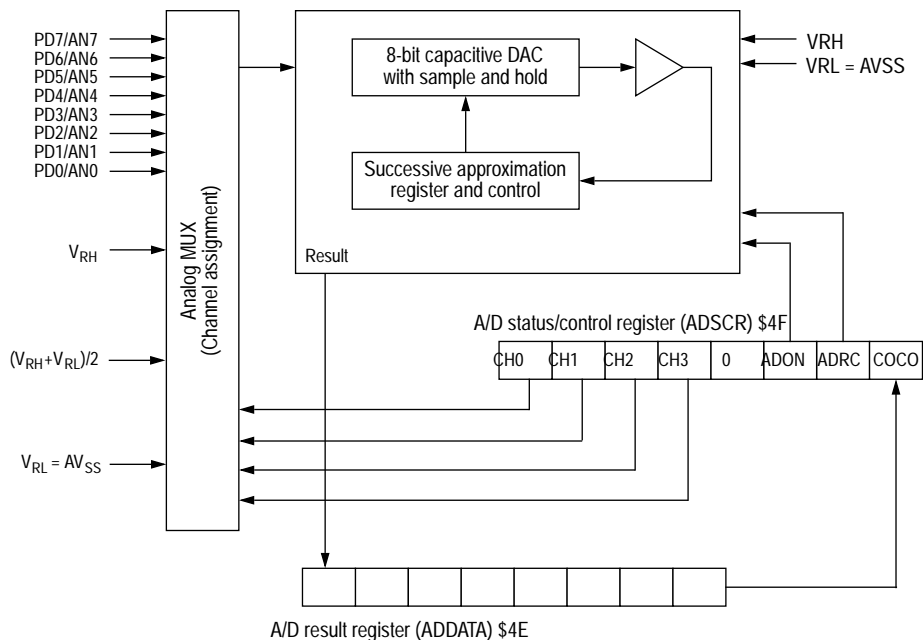 PD7/AN7
PD6/AN6
PD5/AN5
PD4/AN4
PD3/AN3
PD2/AN2
PD1/AN1
PD0/AN0
VRH
(VRH+VRL)/2
VRL = AVSS
Analog MUX
(Channel assignment)
8-bit capacitive DAC
with sample and hold
Successive approximation
register and control
Result
VRH
VRL = AVSS
A/D status/control register (ADSCR) $4F
CH0 CH1 CH2 CH3 0 ADON ADRC COCO
A/D result register (ADDATA) $4E